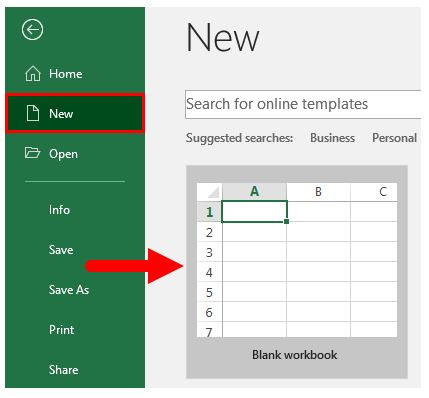 New
Home
New
Open
Info
Save
Save As
Print
Share
Search for online templates
Suggested searches: Business Personal
A B C
1
2
3
4
5
6
7
Blank workbook